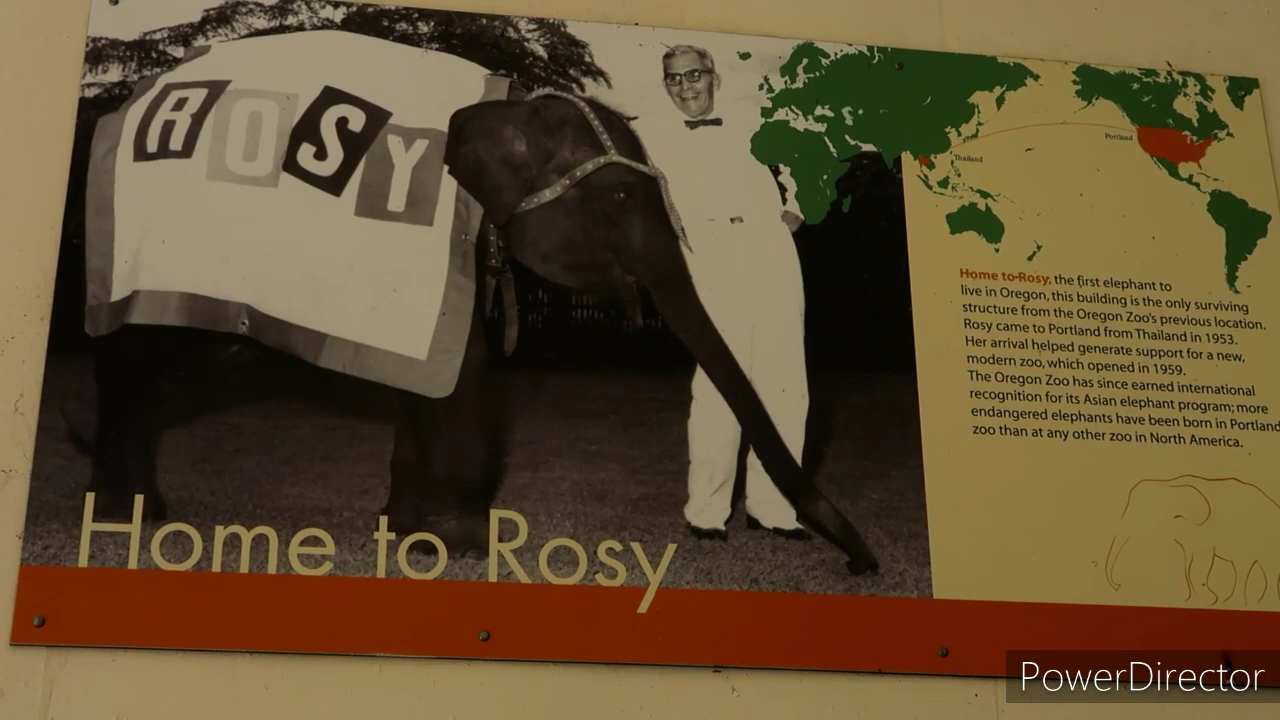 ROSY
Portland
Thailand
Home to Rosy, the first elephant to
live in Oregon, this building is the only surviving
structure from the Oregon Zoo's previous location.
Rosy came to Portland from Thailand in 1953.
Her arrival helped generate support for a new,
modern zoo, which opened in 1959.
The Oregon Zoo has since earned international
recognition for its Asian elephant program; more
endangered elephants have been born in Portland
zoo than at any other zoo in North America.
Home to Rosy
PowerDirector